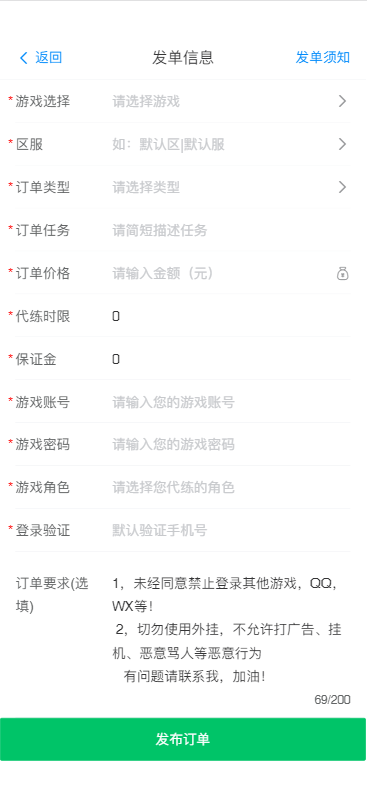 返回 发单信息 发单须知
*游戏选择 请选择游戏
*区服 如：默认区|默认服
*订单类型 请选择类型
*订单任务 请简短描述任务
*订单价格 请输入金额（元）
*代练时限 0
*保证金 0
*游戏账号 请输入您的游戏账号
*游戏密码 请输入您的游戏密码
*游戏角色 请选择您代练的角色
*登录验证 默认验证手机号
订单要求(选填)
1，未经同意禁止登录其他游戏，QQ，
WX等！
2，切勿使用外挂，不允许打广告、挂
机、恶意骂人等恶意行为
有问题请联系我，加油！
69/200
发布订单